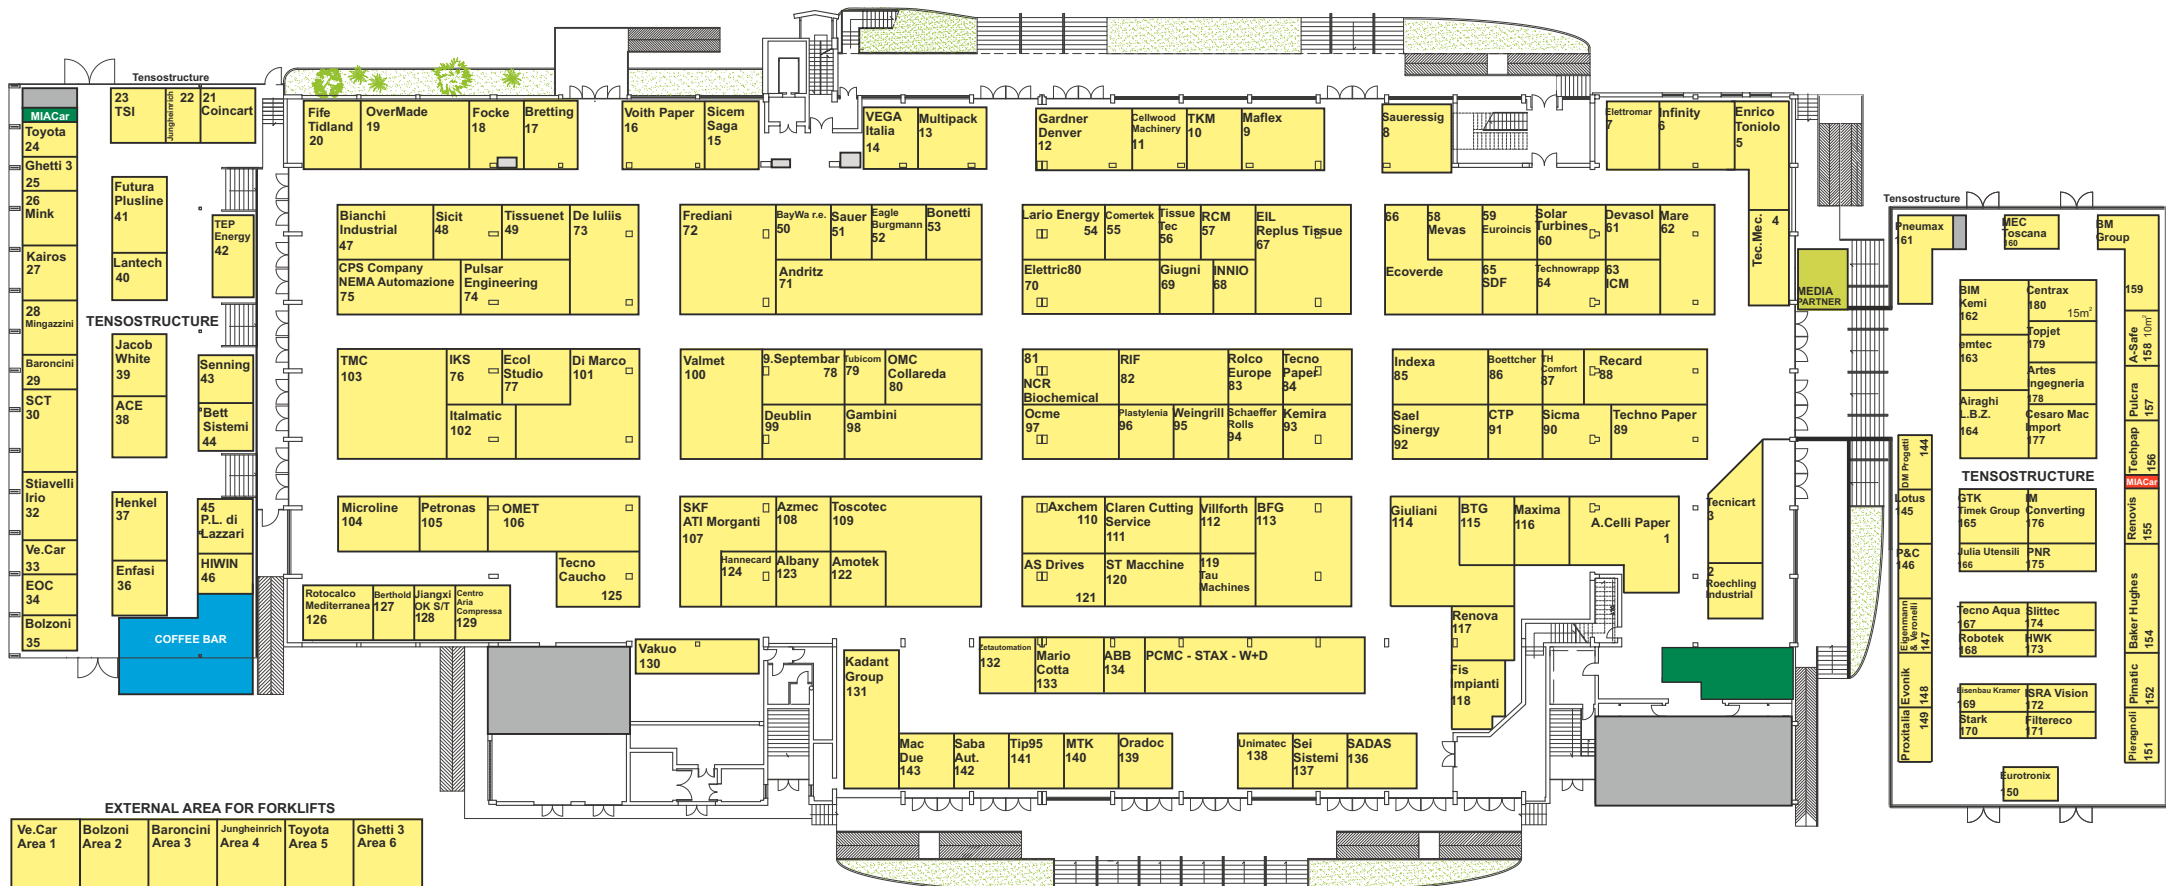 Tensostructure
MIACar
Toyota
24
Ghetti 3
25
26
Mink
Kairos
27
28
Mingazzini
Baroncini
29
SCT
30
Stiavelli
Irio
32
Ve.Car
33
EOC
34
Bolzoni
35
23
TSI
Jungheinrich
22
21
Coincart
Futura
Plusline
41
Lantech
40
TEP
Energy
42
TENSOSTRUCTURE
Jacob
White
39
ACE
38
Senning
43
Bett
Sistemi
44
Henkel
37
Enfasi
36
45
P.L. di
Lazzari
HIWIN
46
COFFEE BAR
Fife
Tidland
20
OverMade
19
Focke
18
Bretting
17
Voith Paper
16
Sicem
Saga
15
VEGA
Italia
14
Multipack
13
Gardner
Denver
12
Cellwood
Machinery
11
TKM
10
Maflex
9
Saueressig
8
Elettromar
7
Infinity
6
Enrico
Toniolo
5
Tec.Mec.
4
Bianchi
Industrial
47
Sicit
48
Tissuenet
49
De Iuliis
73
CPS Company
NEMA Automazione
75
Pulsar
Engineering
74
Frediani
72
BayWa r.e.
50
Sauer
51
Eagle
Burgmann
52
Bonetti
53
Andritz
71
Lario Energy
54
Comertek
55
Tissue
Tec
56
RCM
57
EIL
Replus Tissue
67
Elettric80
70
Giugni
69
INNIO
68
66
Ecoverde
58
Mevas
59
Euroincis
Solar
Turbines
60
Devasol
61
Mare
62
65
SDF
Technowrapp
64
63
ICM
MEDIA
PARTNER
TMC
103
IKS
76
Ecol
Studio
77
Di Marco
101
Italmatic
102
Valmet
100
9.Septembar
78
Tubicom
79
OMC
Collareda
80
Deublin
99
Gambini
98
81
NCR
Biochemical
RIF
82
Rolco
Europe
83
Tecno
Paper
84
Ocme
97
Plastylenia
96
Weingrill
95
Schaeffer
Rolls
94
Kemira
93
Indexa
85
Boettcher
86
TH
Comfort
87
Recard
88
Sael
Sinergy
92
CTP
91
Sicma
90
Techno Paper
89
Microline
104
Petronas
105
OMET
106
Tecno
Caucho
125
Rotocalco
Mediterranea
126
Berthold
127
Jiangxi
OK S/T
128
Centro
Aria
Compressa
129
SKF
ATI Morganti
107
Azmec
108
Toscotec
109
Hannecard
124
Albany
123
Amotek
122
Axchem
110
Claren Cutting
Service
111
Villforth
112
BFG
113
AS Drives
121
ST Macchine
120
119
Tau
Machines
Giuliani
114
BTG
115
Maxima
116
A.Celli Paper
1
Tecnicart
3
2
Roechling
Industrial
Renova
117
Fis
Impianti
118
Vakuo
130
Kadant
Group
131
Zetautomation
132
Mario
Cotta
133
ABB
134
PCMC - STAX - W+D
Mac
Due
143
Saba
Aut.
142
Tip95
141
MTK
140
Oradoc
139
Unimatec
138
Sei
Sistemi
137
SADAS
136
Tensostructure
Pneumax
161
MEC
Toscana
160
BM
Group
159
BIM
Kemi
162
Centrax
180
15m²
emtec
163
Topjet
179
Artes
Ingegneria
178
Airaghi
L.B.Z.
164
Cesaro Mac
Import
177
A-Safe
158 10m²
Pulcra
157
Techpap
156
MIACar
Renovis
155
Baker Hughes
154
Pimatic
152
Pieragnoli
151
TENSOSTRUCTURE
DM Progetti
144
Lotus
145
P&C
146
Eigenmann
& Veronelli
147
Evonik
148
Proxitalia
149
GTK
Timek Group
165
IM
Converting
176
Julia Utensili
166
PNR
175
Tecno Aqua
167
Slittec
174
Robotek
168
HWK
173
Eisenbau Kramer
169
ISRA Vision
172
Stark
170
Filtereco
171
Eurotronix
150
EXTERNAL AREA FOR FORKLIFTS
Ve.Car
Area 1
Bolzoni
Area 2
Baroncini
Area 3
Jungheinrich
Area 4
Toyota
Area 5
Ghetti 3
Area 6